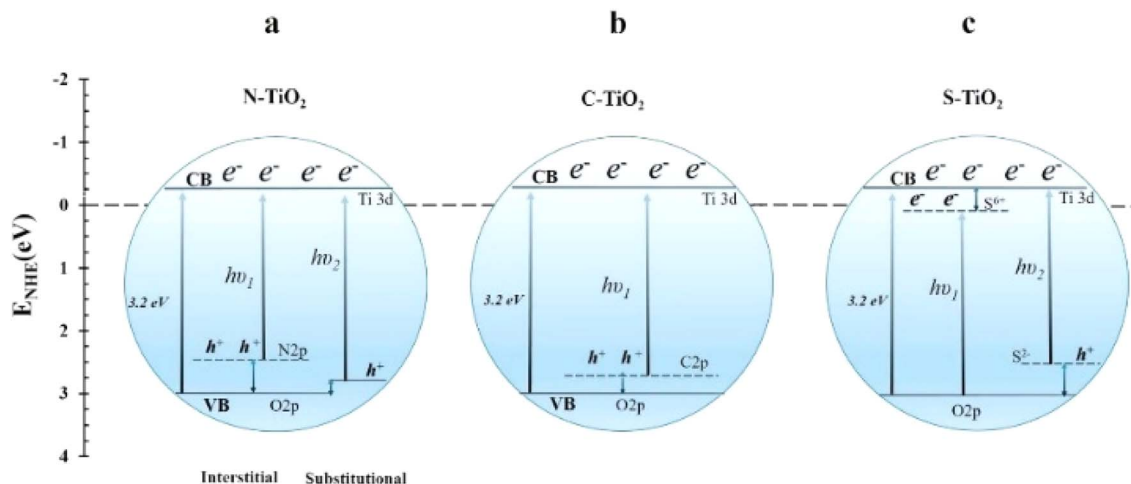 a
b
c
N-TiO₂
C-TiO₂
S-TiO₂
E_NHE(eV)
-2
-1
0
1
2
3
4
CB e⁻ e⁻ e⁻ e⁻
Ti 3d
3.2 eV
hυ₁
hυ₂
h⁺ h⁺ N2p
h⁺
VB O2p
Interstitial Substitutional
CB e⁻ e⁻ e⁻ e⁻
Ti 3d
3.2 eV
hυ₁
h⁺ h⁺ C2p
VB O2p
CB e⁻ e⁻ e⁻ e⁻
Ti 3d
e⁻ e⁻ S⁶⁺
3.2 eV
hυ₁
hυ₂
S²⁻ h⁺
O2p